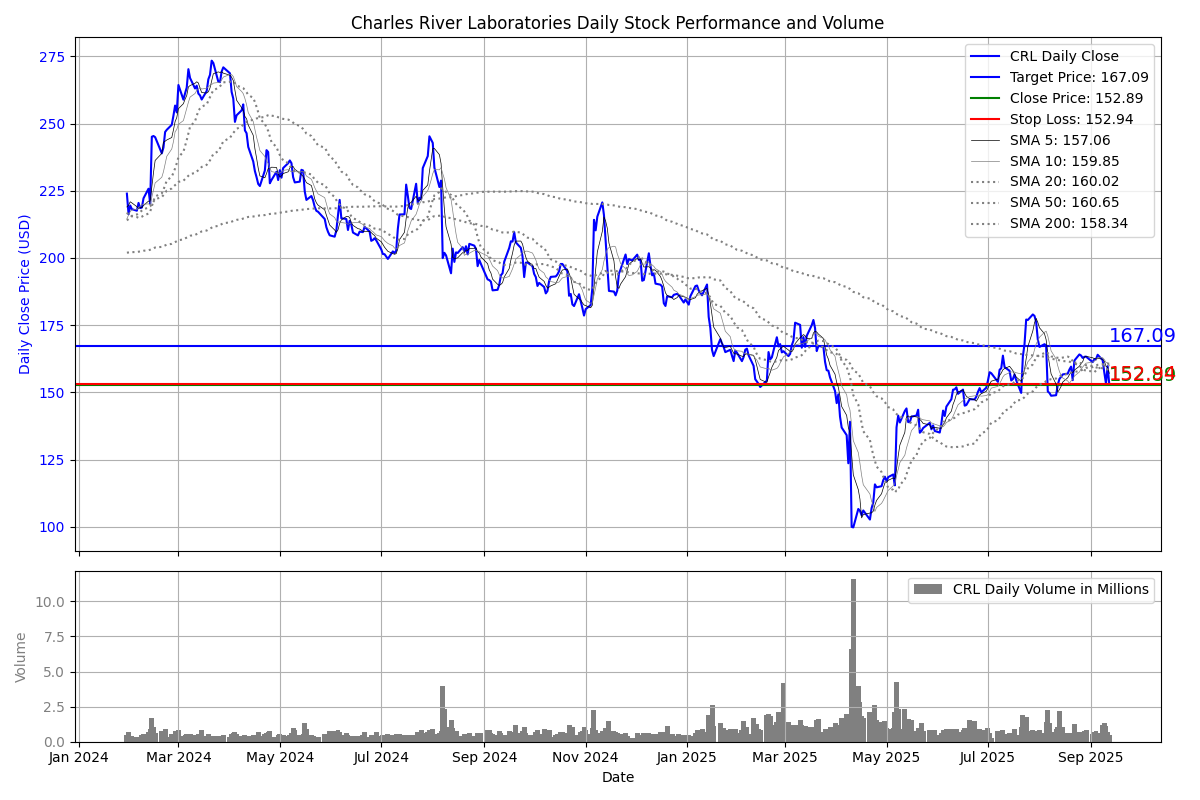 Charles River Laboratories Daily Stock Performance and Volume
Daily Close Price (USD)
275
250
225
200
175
150
125
100
CRL Daily Close
Target Price: 167.09
Close Price: 152.89
Stop Loss: 152.94
SMA 5: 157.06
SMA 10: 159.85
SMA 20: 160.02
SMA 50: 160.65
SMA 200: 158.34
167.09
152.94
152.89
Volume
10.0
7.5
5.0
2.5
0.0
CRL Daily Volume in Millions
Jan 2024 Mar 2024 May 2024 Jul 2024 Sep 2024 Nov 2024 Jan 2025 Mar 2025 May 2025 Jul 2025 Sep 2025
Date